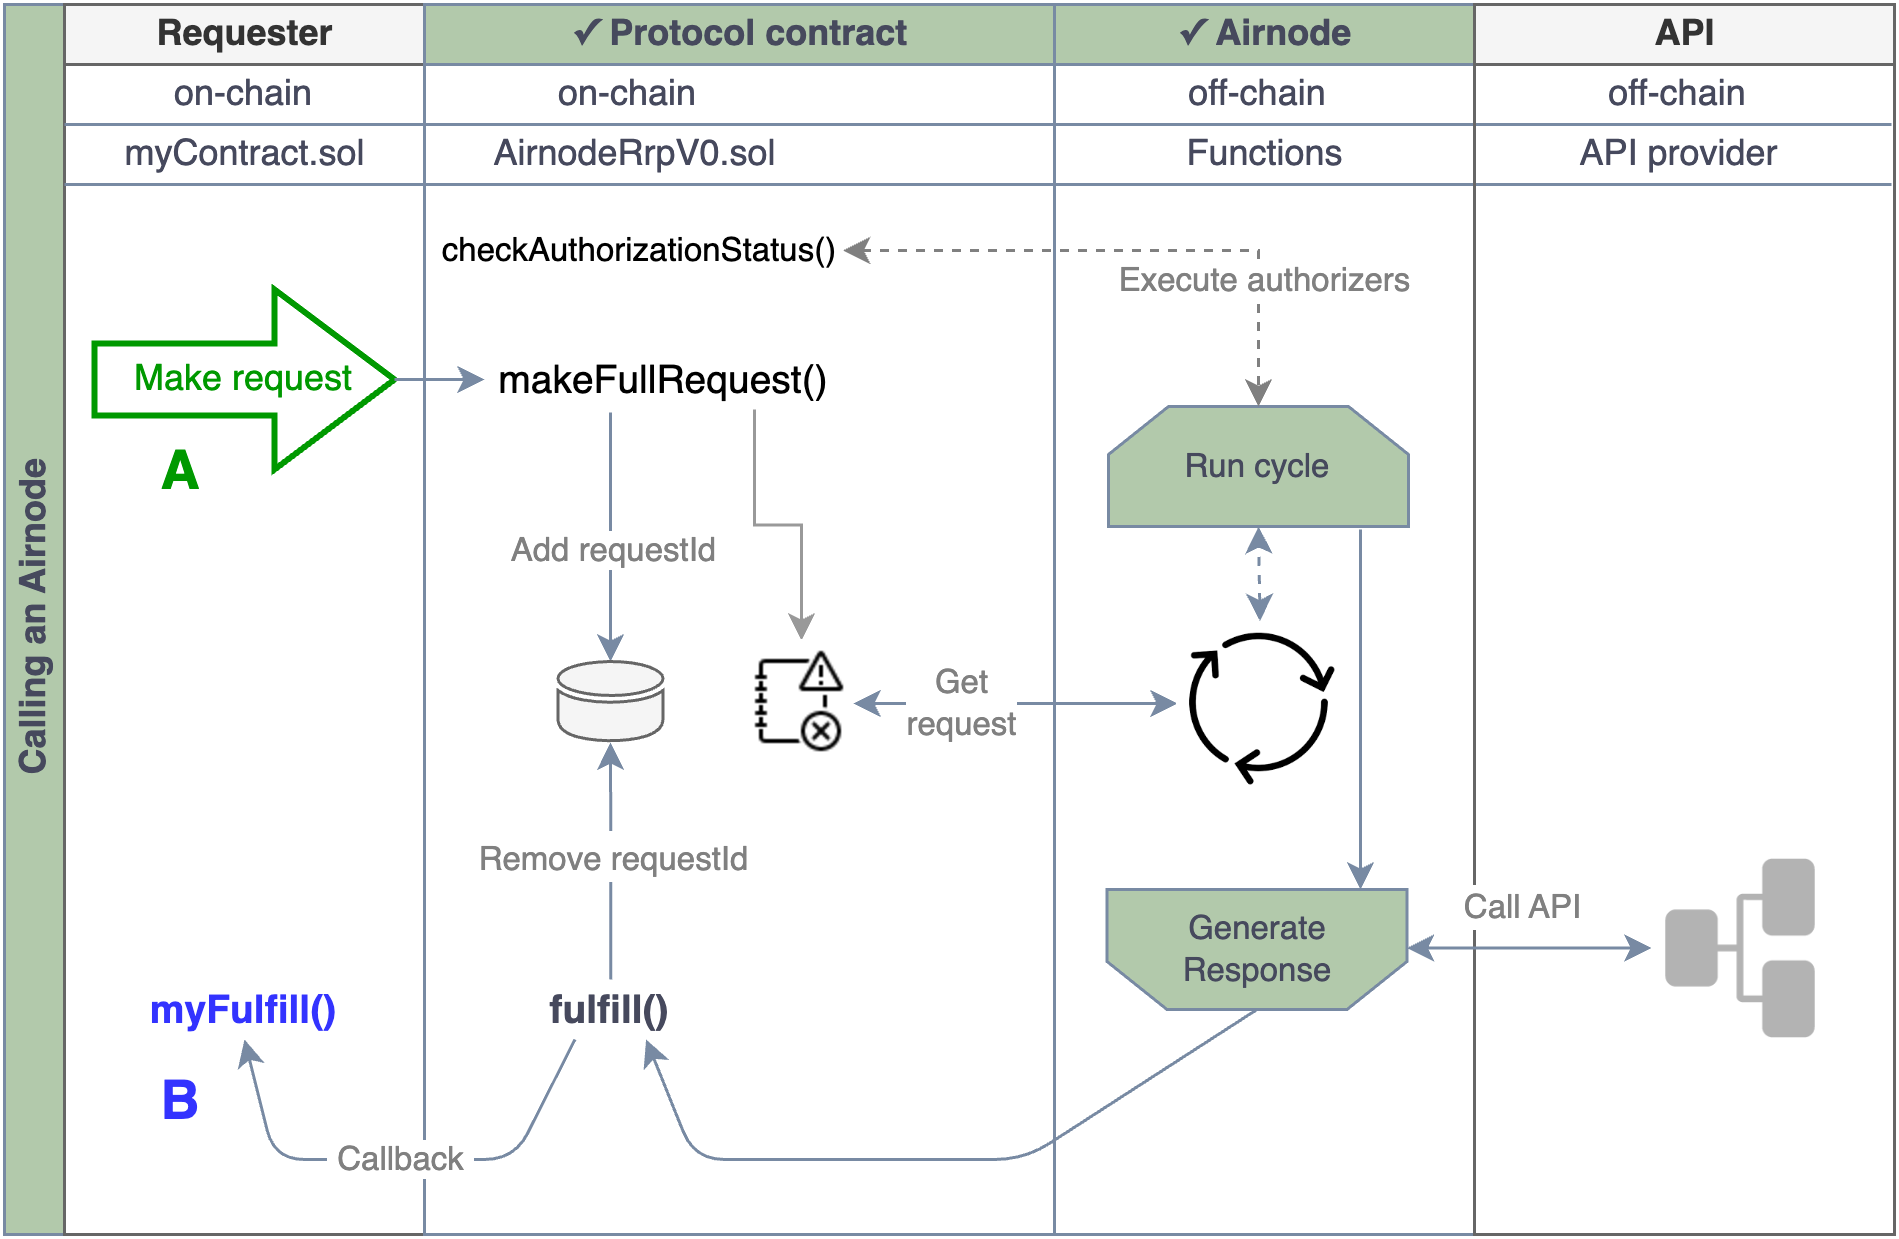 Calling an Airnode
Requester
✓ Protocol contract
✓ Airnode
API
on-chain
on-chain
off-chain
off-chain
myContract.sol
AirnodeRrpV0.sol
Functions
API provider
checkAuthorizationStatus()
Execute authorizers
Make request
A
makeFullRequest()
Run cycle
Add requestId
Get
request
Remove requestId
Call API
Generate
Response
myFulfill()
fulfill()
B
Callback